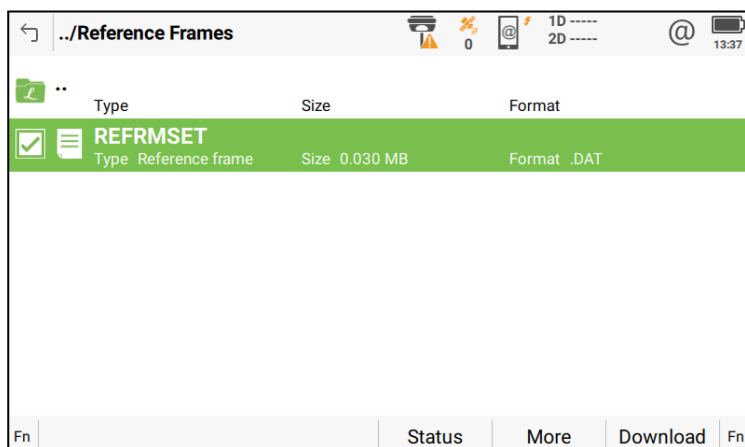 ../Reference Frames
0
@
1D -----
2D -----
@
13:37
L ..
Type Size Format
REFRMSET
Type Reference frame Size 0.030 MB Format .DAT
Fn Status More Download Fn